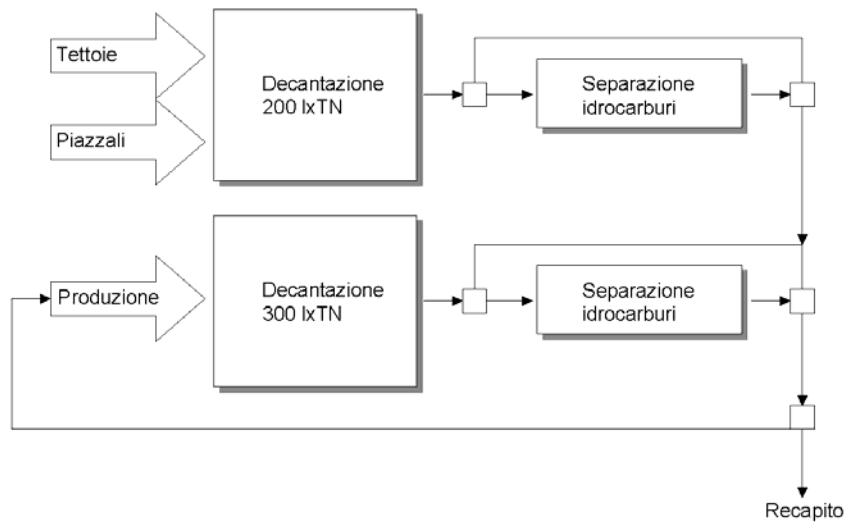 Tettoie
Piazzali
Decantazione
200 lxTN
Separazione
idrocarburi
Produzione
Decantazione
300 lxTN
Separazione
idrocarburi
Recapito